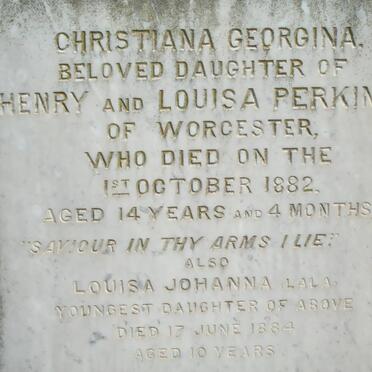 CHRISTIANA GEORGINA.
BELOVED DAUGHTER OF
HENRY AND LOUISA PERKIN
OF WORCESTER,
WHO DIED ON THE
1ST OCTOBER 1882.
AGED 14 YEARS AND 4 MONTHS
"SAVIOUR IN THY ARMS I LIE."
ALSO
LOUISA JOHANNA LALA.
YOUNGEST DAUGHTER OF ABOVE
DIED 17 JUNE 1884
AGED 10 YEARS.